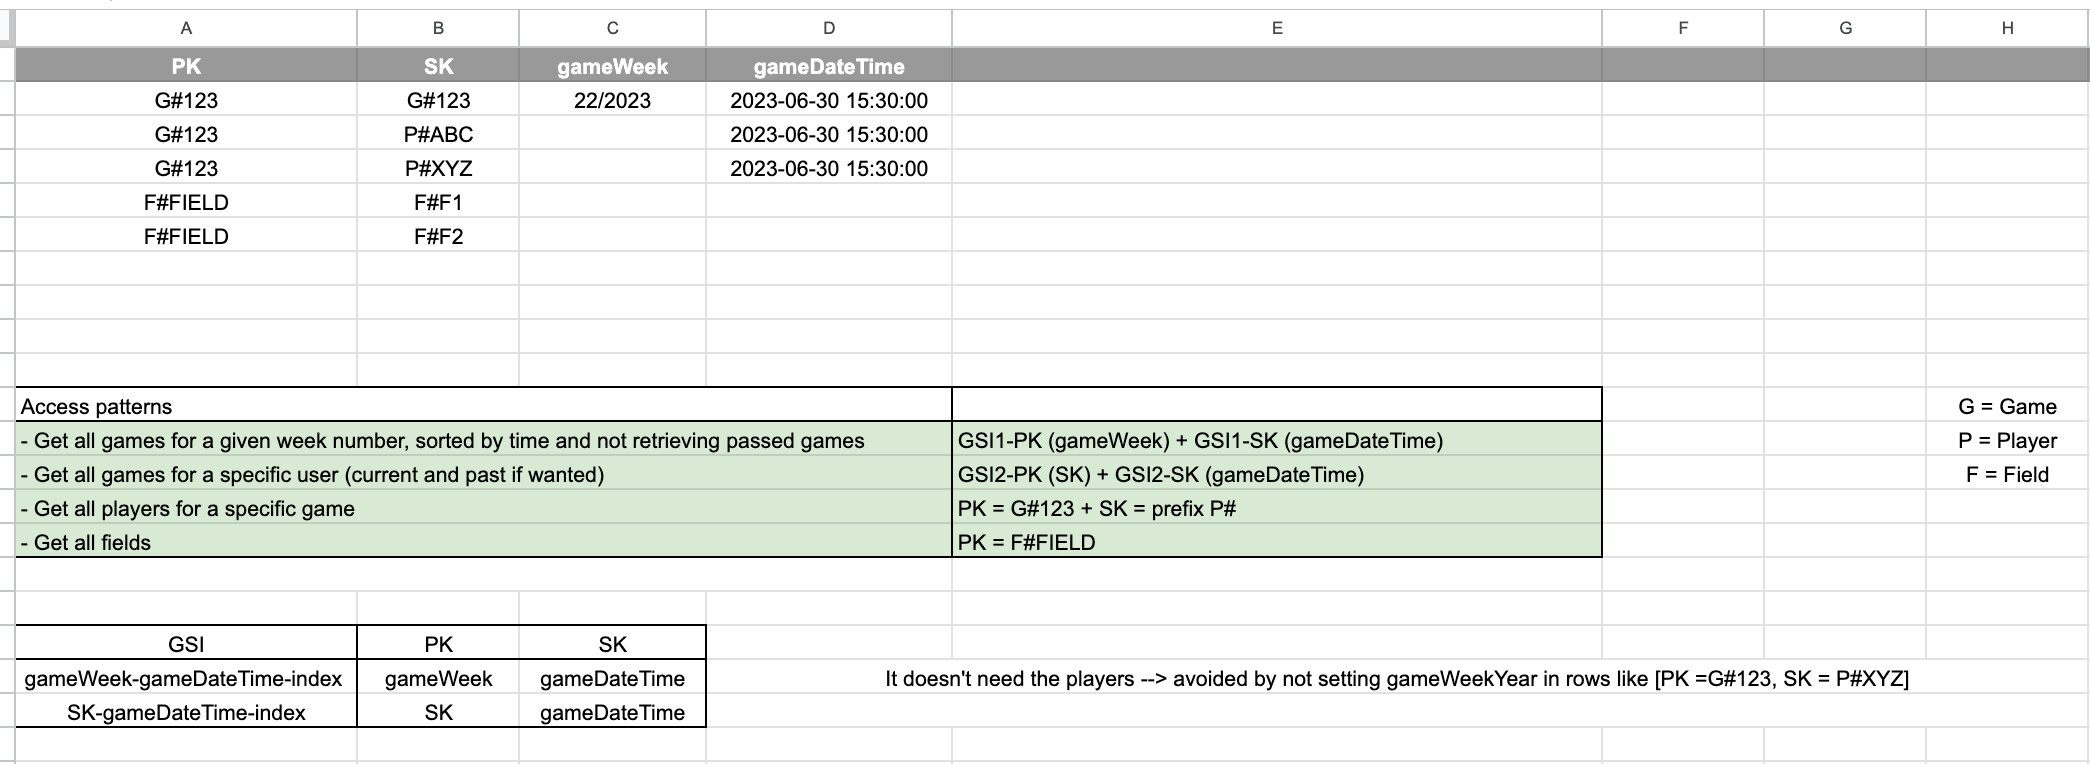 A B C D E F G H
PK SK gameWeek gameDateTime
G#123 G#123 22/2023 2023-06-30 15:30:00
G#123 P#ABC 2023-06-30 15:30:00
G#123 P#XYZ 2023-06-30 15:30:00
F#FIELD F#F1
F#FIELD F#F2
Access patterns G = Game
- Get all games for a given week number, sorted by time and not retrieving passed games GSI1-PK (gameWeek) + GSI1-SK (gameDateTime) P = Player
- Get all games for a specific user (current and past if wanted) GSI2-PK (SK) + GSI2-SK (gameDateTime) F = Field
- Get all players for a specific game PK = G#123 + SK = prefix P#
- Get all fields PK = F#FIELD
GSI PK SK
gameWeek-gameDateTime-index gameWeek gameDateTime It doesn't need the players --> avoided by not setting gameWeekYear in rows like [PK =G#123, SK = P#XYZ]
SK-gameDateTime-index SK gameDateTime